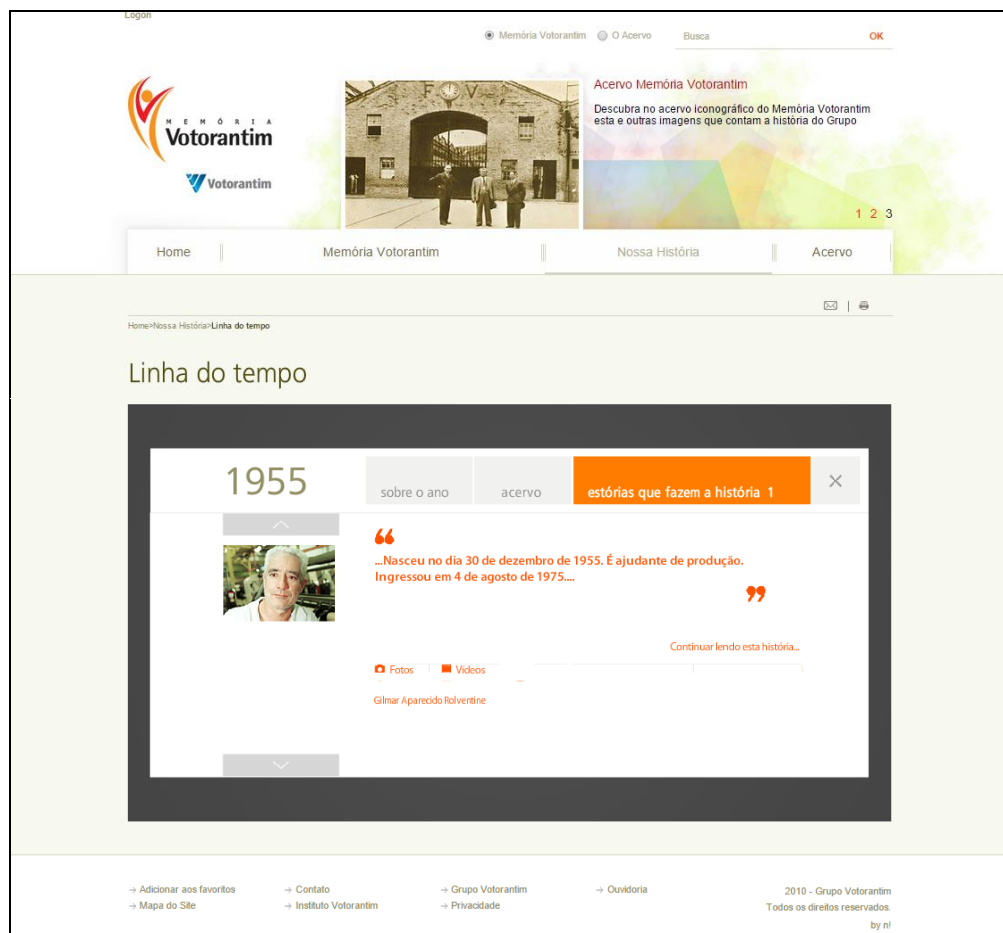 Logon
Memória Votorantim
O Acervo
Busca
OK
MEMÓRIA
Votorantim
Votorantim
F V
Acervo Memória Votorantim
Descubra no acervo iconográfico do Memória Votorantim
esta e outras imagens que contam a história do Grupo
1 2 3
Home
Memória Votorantim
Nossa História
Acervo
Home>Nossa História>Linha do tempo
Linha do tempo
1955
sobre o ano
acervo
estórias que fazem a história 1
...Nasceu no dia 30 de dezembro de 1955. É ajudante de produção.
Ingressou em 4 de agosto de 1975....
Continuar lendo esta história...
Fotos
Vídeos
Gilmar Aparecido Rolventine
Adicionar aos favoritos
Contato
Grupo Votorantim
Ouvidoria
2010 - Grupo Votorantim
Mapa do Site
Instituto Votorantim
Privacidade
Todos os direitos reservados.
by n!